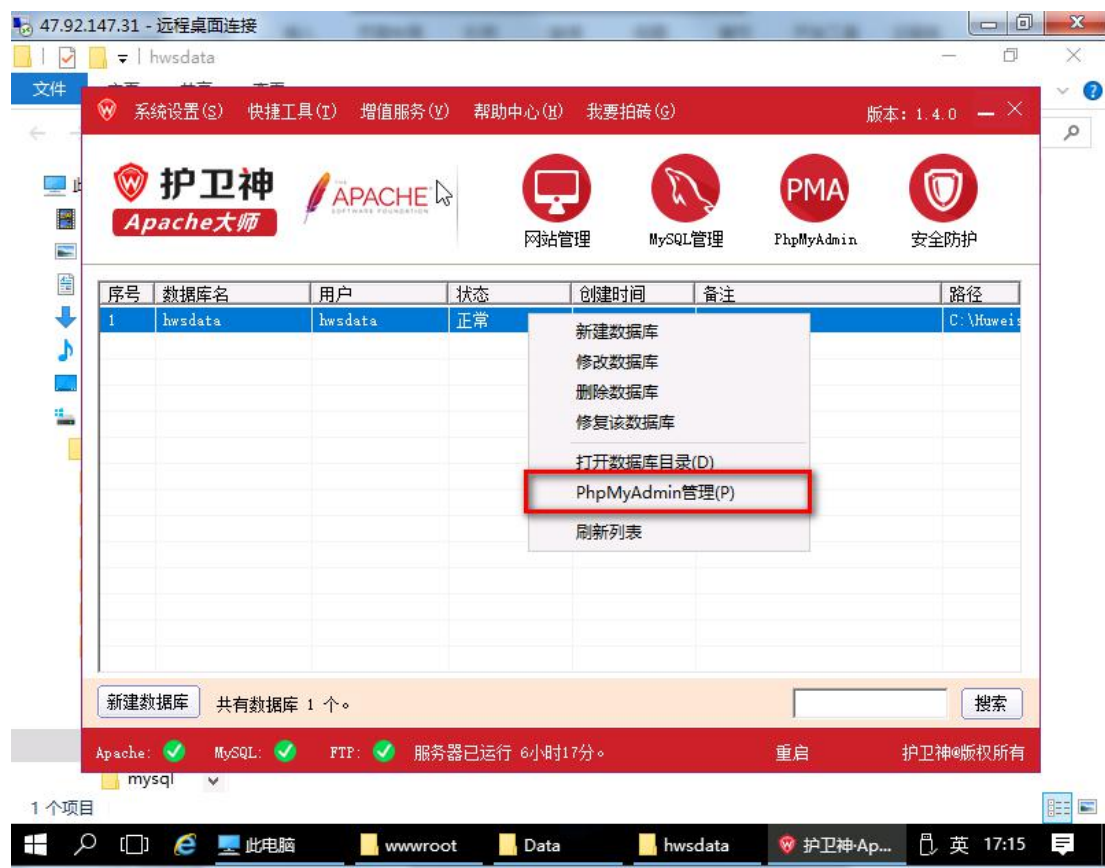 47.92.147.31 - 远程桌面连接
hwsdata
文件
系统设置(S) 快捷工具(T) 增值服务(V) 帮助中心(H) 我要拍砖(G) 版本: 1.4.0
护卫神
Apache大师
THE
APACHE
SOFTWARE FOUNDATION
PMA
网站管理 MySQL管理 PhpMyAdmin 安全防护
序号 数据库名 用户 状态 创建时间 备注 路径
1 hwsdata hwsdata 正常 C:\Huweis
新建数据库
修改数据库
删除数据库
修复该数据库
打开数据库目录(D)
PhpMyAdmin管理(P)
刷新列表
新建数据库 共有数据库 1 个。 搜索
Apache: MySQL: FTP: 服务器已运行 6小时17分。 重启 护卫神@版权所有
mysql
1 个项目
此电脑 wwwroot Data hwsdata 护卫神·Ap... 英 17:15